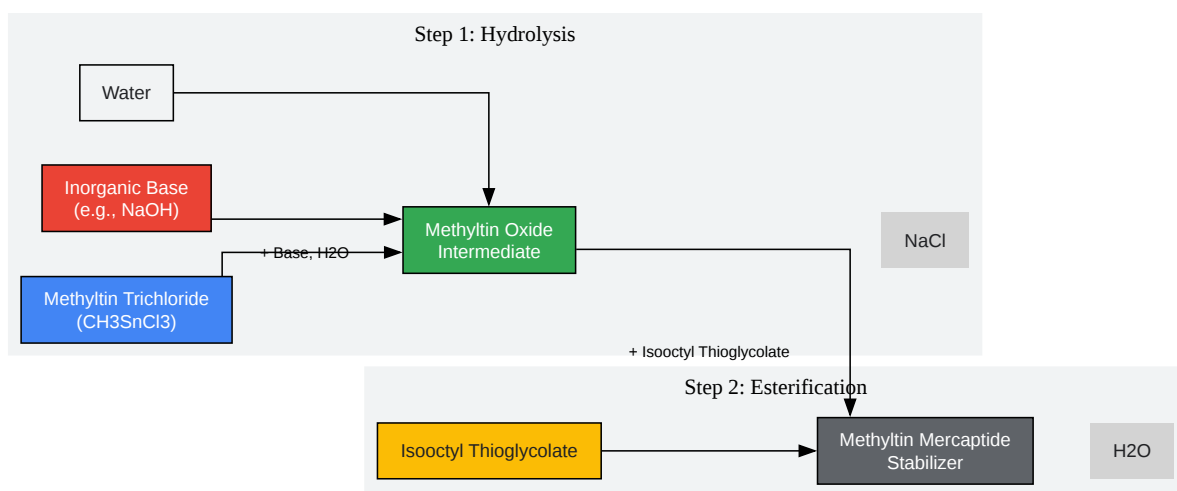 Step 1: Hydrolysis
Water
Inorganic Base
(e.g., NaOH)
Methyltin Oxide
Intermediate
NaCl
+ Base, H2O
Methyltin Trichloride
(CH3SnCl3)
+ Isooctyl Thioglycolate
Step 2: Esterification
Isooctyl Thioglycolate
Methyltin Mercaptide
Stabilizer
H2O